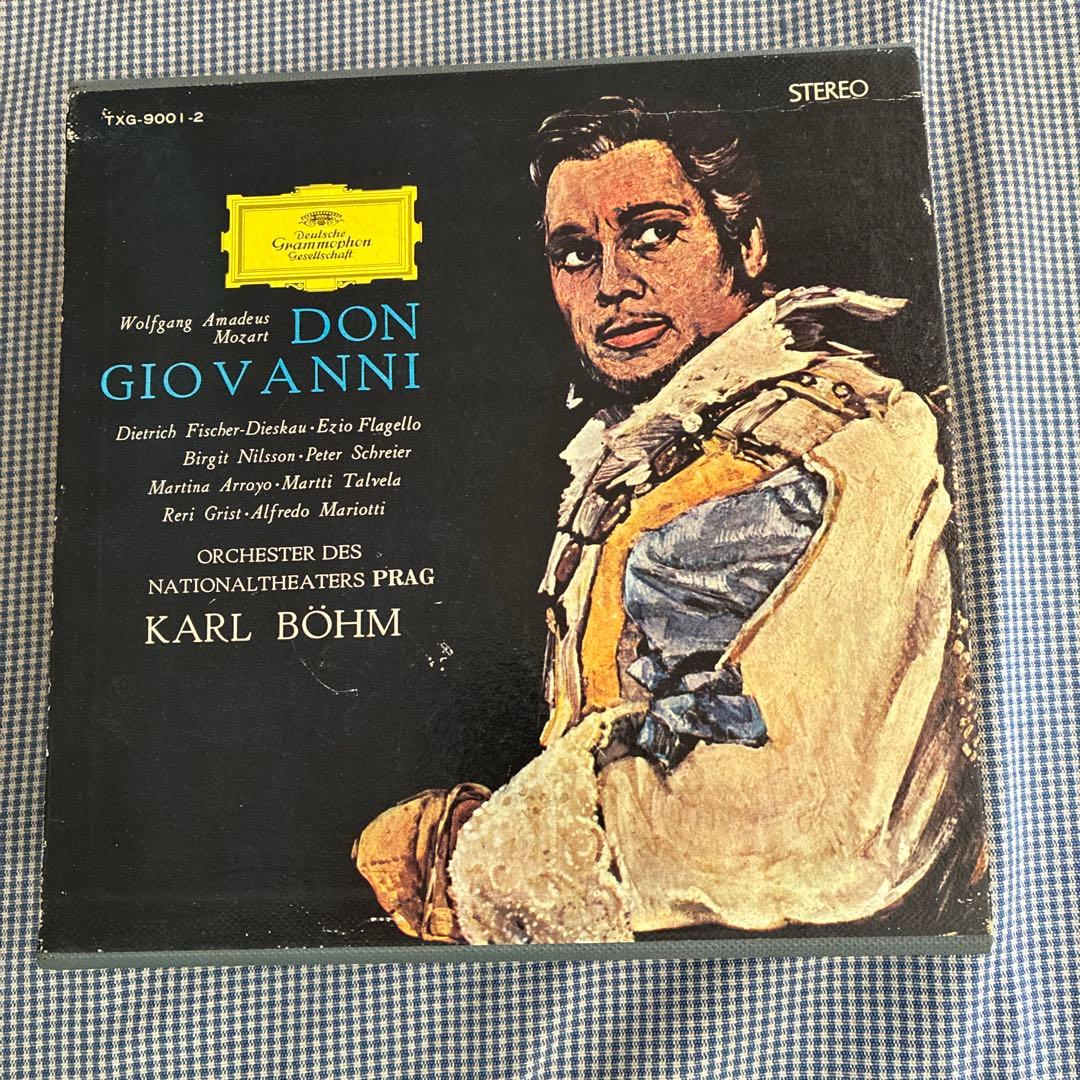 TXG-9001-2
STEREO
Deutsche
Grammophon
Gesellschaft
Wolfgang Amadeus
Mozart
DON
GIOVANNI
Dietrich Fischer-Dieskau·Ezio Flagello
Birgit Nilsson·Peter Schreier
Martina Arroyo·Martti Talvela
Reri Grist·Alfredo Mariotti
ORCHESTER DES
NATIONALTHEATERS PRAG
KARL BÖHM